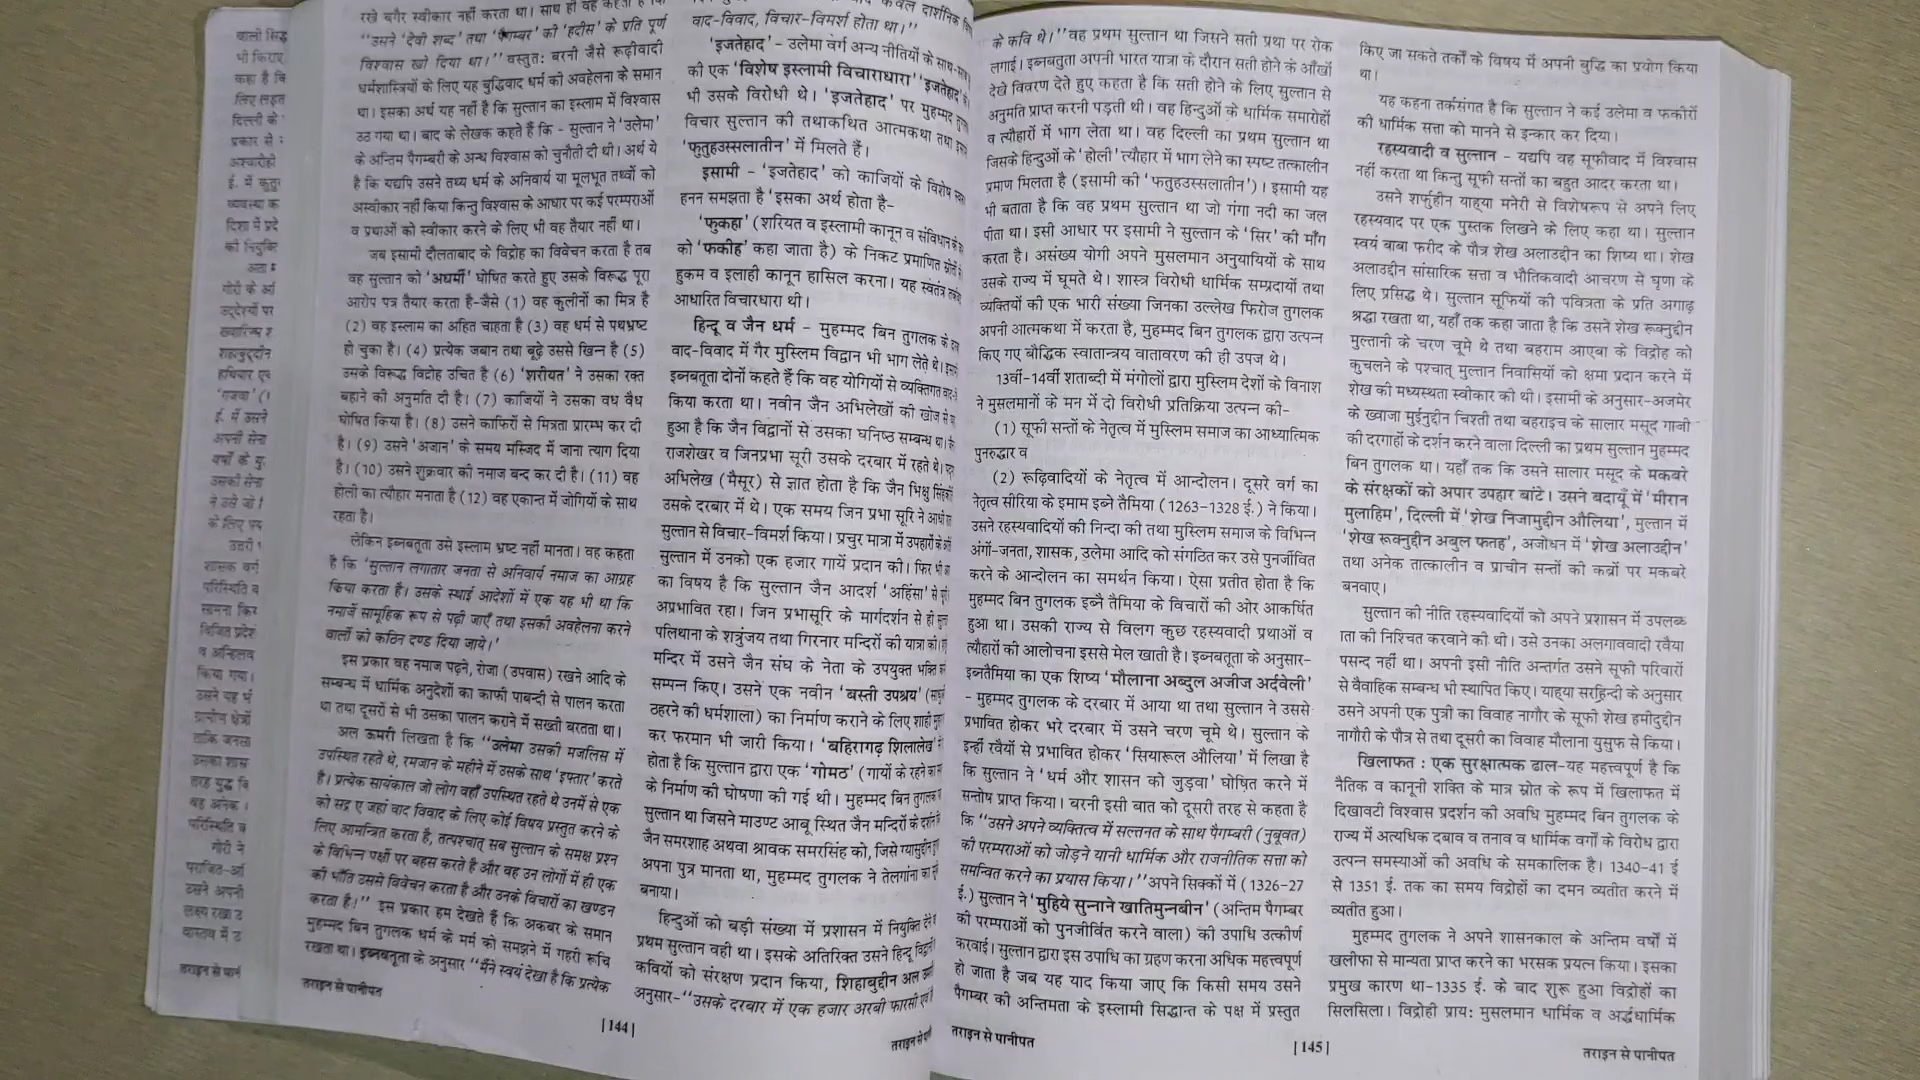 रखे बगैर स्वीकार नहीं करता था। साथ ही वह कहता है कि
''उसने 'देवी शब्द' तथा 'पैगम्बर' की 'हदीस' के प्रति पूर्ण
विश्वास खो दिया था।'' वस्तुतः बरनी जैसे रूढ़ीवादी
धर्मशास्त्रियों के लिए यह बुद्धिवाद धर्म की अवहेलना के समान
था। इसका अर्थ यह नहीं है कि सुल्तान का इस्लाम में विश्वास
उठ गया था। बाद के लेखक कहते हैं कि - सुल्तान ने 'उलेमा'
के अन्तिम पैगम्बरी के अन्ध विश्वास को चुनौती दी थी। अर्थ ये
है कि यद्यपि उसने तथ्य धर्म के अनिवार्य या मूलभूत तथ्वों को
अस्वीकार नहीं किया किन्तु विश्वास के आधार पर कई परम्पराओं
व प्रथाओं को स्वीकार करने के लिए भी वह तैयार नहीं था।
जब इसामी दौलताबाद के विद्रोह का विवेचन करता है तब
वह सुल्तान को 'अधर्मी' घोषित करते हुए उसके विरूद्ध पूरा
आरोप पत्र तैयार करता है-जैसे (1) वह कुलीनों का मित्र है
(2) वह इस्लाम का अहित चाहता है (3) वह धर्म से पथभ्रष्ट
हो चुका है। (4) प्रत्येक जबान तथा बूढ़े उससे खिन्न है (5)
उसके विरूद्ध विद्रोह उचित है (6) 'शरीयत' ने उसका रक्त
बहाने की अनुमति दी है। (7) काजियों ने उसका वध वैध
घोषित किया है। (8) उसने काफिरों से मित्रता प्रारम्भ कर दी
है। (9) उसने 'अजान' के समय मस्जिद में जाना त्याग दिया
है। (10) उसने शुक्रवार की नमाज बन्द कर दी है। (11) वह
होली का त्यौहार मनाता है (12) वह एकान्त में जोगियों के साथ
रहता है।
लेकिन इब्नबतूता उसे इस्लाम भ्रष्ट नहीं मानता। वह कहता
है कि 'सुल्तान लगातार जनता से अनिवार्य नमाज का आग्रह
किया करता है। उसके स्थाई आदेशों में एक यह भी था कि
नमाजें सामूहिक रूप से पढ़ी जाएँ तथा इसकी अवहेलना करने
वालों को कठिन दण्ड दिया जाये।'
इस प्रकार वह नमाज पढ़ने, रोजा (उपवास) रखने आदि के
सम्बन्ध में धार्मिक अनुदेशों का काफी पाबन्दी से पालन करता
था तथा दूसरों से भी उसका पालन कराने में सख्ती बरतता था।
अल ऊमरी लिखता है कि ''उलेमा उसकी मजलिस में
उपस्थित रहते थे, रमजान के महीने में उसके साथ 'इफ्तार' करते
है। प्रत्येक सायंकाल जो लोग वहाँ उपस्थित रहते थे उनमें से एक
को सद्र ए जहां वाद विवाद के लिए कोई विषय प्रस्तुत करने के
लिए आमन्त्रित करता है, तत्पश्चात् सब सुल्तान के समक्ष प्रश्न
के विभिन्न पक्षों पर बहस करते है और वह उन लोगों में ही एक
की भाँति उससे विवेचन करता है और उनके विचारों का खण्डन
करता है।'' इस प्रकार हम देखते हैं कि अकबर के समान
मुहम्मद बिन तुगलक धर्म के मर्म को समझने में गहरी रूचि
रखता था। इब्नबतूता के अनुसार ''मैंने स्वयं देखा है कि प्रत्येक
तराइन से पानीपत
|144|
वाद-विवाद, विचार-विमर्श होता था।''
'इजतेहाद' - उलेमा वर्ग अन्य नीतियों के साथ-साथ
की एक 'विशेष इस्लामी विचाराधारा' 'इजतेहाद' के
भी उसके विरोधी थे। 'इजतेहाद' पर मुहम्मद
विचार सुल्तान की तथाकथित आत्मकथा तथा
'फुतुहउस्सलातीन' में मिलते हैं।
इसामी - 'इजतेहाद' को काजियों के विशेष
हनन समझता है 'इसका अर्थ होता है-
'फुकहा' (शरियत व इस्लामी कानून व संविधान के
को 'फकीह' कहा जाता है) के निकट प्रमाणित
हुकम व इलाही कानून हासिल करना। यह स्वतंत्र
आधारित विचारधारा थी।
हिन्दू व जैन धर्म - मुहम्मद बिन तुगलक के
वाद-विवाद में गैर मुस्लिम विद्वान भी भाग लेते थे।
इब्नबतूता दोनों कहते हैं कि वह योगियों से व्यक्तिगत
किया करता था। नवीन जैन अभिलेखों की खोज से
हुआ है कि जैन विद्वानों से उसका घनिष्ठ सम्बन्ध था।
राजशेखर व जिनप्रभा सूरी उसके दरबार में रहते थे।
अभिलेख (मैसूर) से ज्ञात होता है कि जैन भिक्षु
उसके दरबार में थे। एक समय जिन प्रभा सूरि ने
सुल्तान से विचार-विमर्श किया। प्रचुर मात्रा में उपहारों के
सुल्तान में उनको एक हजार गायें प्रदान की। फिर भी
का विषय है कि सुल्तान जैन आदर्श 'अहिंसा' से
अप्रभावित रहा। जिन प्रभासूरि के मार्गदर्शन से ही
पलिथाना के शत्रुंजय तथा गिरनार मन्दिरों की यात्रा की।
मन्दिर में उसने जैन संघ के नेता के उपयुक्त भक्ति
सम्पन्न किए। उसने एक नवीन 'बस्ती उपश्रय'
ठहरने की धर्मशाला) का निर्माण कराने के लिए शाही
कर फरमान भी जारी किया। 'बहिरागढ़ शिलालेख'
होता है कि सुल्तान द्वारा एक 'गोमठ' (गायों के रहने का
के निर्माण की घोषणा की गई थी। मुहम्मद बिन तुगलक
सुल्तान था जिसने माउण्ट आबू स्थित जैन मन्दिरों के दर्शन
जैन समरशाह अथवा श्रावक समरसिंह को, जिसे ग्यासुद्दीन
अपना पुत्र मानता था, मुहम्मद तुगलक ने तेलगांना का
बनाया।
हिन्दुओं को बड़ी संख्या में प्रशासन में नियुक्ति देने
प्रथम सुल्तान वही था। इसके अतिरिक्त उसने हिन्दू
कवियों को संरक्षण प्रदान किया, शिहाबुद्दीन अल
अनुसार-''उसके दरबार में एक हजार अरबी फारसी
तराइन से
के कवि थे।'' वह प्रथम सुल्तान था जिसने सती प्रथा पर रोक
लगाई। इब्नबतुता अपनी भारत यात्रा के दौरान सती होने के आँखों
देखे विवरण देते हुए कहता है कि सती होने के लिए सुल्तान से
अनुमति प्राप्त करनी पड़ती थी। वह हिन्दुओं के धार्मिक समारोहों
व त्यौहारों में भाग लेता था। वह दिल्ली का प्रथम सुल्तान था
जिसके हिन्दुओं के 'होली' त्यौहार में भाग लेने का स्पष्ट तत्कालीन
प्रमाण मिलता है (इसामी की 'फतुहउस्सलातीन')। इसामी यह
भी बताता है कि वह प्रथम सुल्तान था जो गंगा नदी का जल
पीता था। इसी आधार पर इसामी ने सुल्तान के 'सिर' की माँग
करता है। असंख्य योगी अपने मुसलमान अनुयायियों के साथ
उसके राज्य में घूमते थे। शास्त्र विरोधी धार्मिक सम्प्रदायों तथा
व्यक्तियों की एक भारी संख्या जिनका उल्लेख फिरोज तुगलक
अपनी आत्मकथा में करता है, मुहम्मद बिन तुगलक द्वारा उत्पन्न
किए गए बौद्धिक स्वातान्त्रय वातावरण की ही उपज थे।
13वीं-14वीं शताब्दी में मंगोलों द्वारा मुस्लिम देशों के विनाश
ने मुसलमानों के मन में दो विरोधी प्रतिक्रिया उत्पन्न की-
(1) सूफी सन्तों के नेतृत्व में मुस्लिम समाज का आध्यात्मिक
पुनरुद्धार व
(2) रूढ़िवादियों के नेतृत्व में आन्दोलन। दूसरे वर्ग का
नेतृत्व सीरिया के इमाम इब्ने तैमिया (1263-1328 ई.) ने किया।
उसने रहस्यवादियों की निन्दा की तथा मुस्लिम समाज के विभिन्न
अंगों-जनता, शासक, उलेमा आदि को संगठित कर उसे पुनर्जीवित
करने के आन्दोलन का समर्थन किया। ऐसा प्रतीत होता है कि
मुहम्मद बिन तुगलक इब्नै तैमिया के विचारों की ओर आकर्षित
हुआ था। उसकी राज्य से विलग कुछ रहस्यवादी प्रथाओं व
त्यौहारों की आलोचना इससे मेल खाती है। इब्नबतूता के अनुसार-
इब्नतैमिया का एक शिष्य 'मौलाना अब्दुल अजीज अर्दवेली'
- मुहम्मद तुगलक के दरबार में आया था तथा सुल्तान ने उससे
प्रभावित होकर भरे दरबार में उसने चरण चूमे थे। सुल्तान के
इन्हीं रवैयों से प्रभावित होकर 'सियारूल औलिया' में लिखा है
कि सुल्तान ने 'धर्म और शासन को जुड़वा' घोषित करने में
सन्तोष प्राप्त किया। बरनी इसी बात को दूसरी तरह से कहता है
कि ''उसने अपने व्यक्तित्व में सल्तनत के साथ पैगम्बरी (नुबूवत)
की परम्पराओं को जोड़ने यानी धार्मिक और राजनीतिक सत्ता को
समन्वित करने का प्रयास किया।'' अपने सिक्कों में (1326-27
ई.) सुल्तान ने 'मुहिये सुन्नाने खातिमुन्नबीन' (अन्तिम पैगम्बर
की परम्पराओं को पुनर्जीवित करने वाला) की उपाधि उत्कीर्ण
करवाई। सुल्तान द्वारा इस उपाधि का ग्रहण करना अधिक महत्त्वपूर्ण
हो जाता है जब यह याद किया जाए कि किसी समय उसने
पैगम्बर की अन्तिमता के इस्लामी सिद्धान्त के पक्ष में प्रस्तुत
तराइन से पानीपत
|145|
किए जा सकते तर्कों के विषय में अपनी बुद्धि का प्रयोग किया
था।
यह कहना तर्कसंगत है कि सुल्तान ने कई उलेमा व फकीरों
की धार्मिक सत्ता को मानने से इन्कार कर दिया।
रहस्यवादी व सुल्तान - यद्यपि वह सूफीवाद में विश्वास
नहीं करता था किन्तु सूफी सन्तों का बहुत आदर करता था।
उसने शर्फुहीन याह्या मनेरी से विशेषरूप से अपने लिए
रहस्यवाद पर एक पुस्तक लिखने के लिए कहा था। सुल्तान
स्वयं बाबा फरीद के पौत्र शेख अलाउद्दीन का शिष्य था। शेख
अलाउद्दीन सांसारिक सत्ता व भौतिकवादी आचरण से घृणा के
लिए प्रसिद्ध थे। सुल्तान सूफियों की पवित्रता के प्रति अगाढ़
श्रद्धा रखता था, यहाँ तक कहा जाता है कि उसने शेख रूक्नुद्दीन
मुल्तानी के चरण चूमे थे तथा बहराम आएबा के विद्रोह को
कुचलने के पश्चात् मुल्तान निवासियों को क्षमा प्रदान करने में
शेख की मध्यस्थता स्वीकार की थी। इसामी के अनुसार-अजमेर
के ख्वाजा मुईनुद्दीन चिश्ती तथा बहराइच के सालार मसूद गाजी
की दरगाहों के दर्शन करने वाला दिल्ली का प्रथम सुल्तान मुहम्मद
बिन तुगलक था। यहाँ तक कि उसने सालार मसूद के मकबरे
के संरक्षकों को अपार उपहार बांटे। उसने बदायूँ में 'मीरान
मुलाहिम', दिल्ली में 'शेख निजामुद्दीन औलिया', मुल्तान में
'शेख रूक्नुद्दीन अबुल फतह', अजोधन में 'शेख अलाउद्दीन'
तथा अनेक तात्कालीन व प्राचीन सन्तों की कब्रों पर मकबरे
बनवाए।
सुल्तान की नीति रहस्यवादियों को अपने प्रशासन में उपलब्ध
ाता की निश्चित करवाने की थी। उसे उनका अलगाववादी रवैया
पसन्द नहीं था। अपनी इसी नीति अन्तर्गत उसने सूफी परिवारों
से वैवाहिक सम्बन्ध भी स्थापित किए। याह्या सरहिन्दी के अनुसार
उसने अपनी एक पुत्री का विवाह नागौर के सूफी शेख हमीदुद्दीन
नागौरी के पौत्र से तथा दूसरी का विवाह मौलाना युसुफ से किया।
खिलाफत : एक सुरक्षात्मक ढाल-यह महत्त्वपूर्ण है कि
नैतिक व कानूनी शक्ति के मात्र स्रोत के रूप में खिलाफत में
दिखावटी विश्वास प्रदर्शन की अवधि मुहम्मद बिन तुगलक के
राज्य में अत्यधिक दबाव व तनाव व धार्मिक वर्गों के विरोध द्वारा
उत्पन्न समस्याओं की अवधि के समकालिक है। 1340-41 ई
से 1351 ई. तक का समय विद्रोहों का दमन व्यतीत करने में
व्यतीत हुआ।
मुहम्मद तुगलक ने अपने शासनकाल के अन्तिम वर्षों में
खलीफा से मान्यता प्राप्त करने का भरसक प्रयत्न किया। इसका
प्रमुख कारण था-1335 ई. के बाद शुरू हुआ विद्रोहों का
सिलसिला। विद्रोही प्रायः मुसलमान धार्मिक व अर्द्धधार्मिक
तराइन से पानीपत